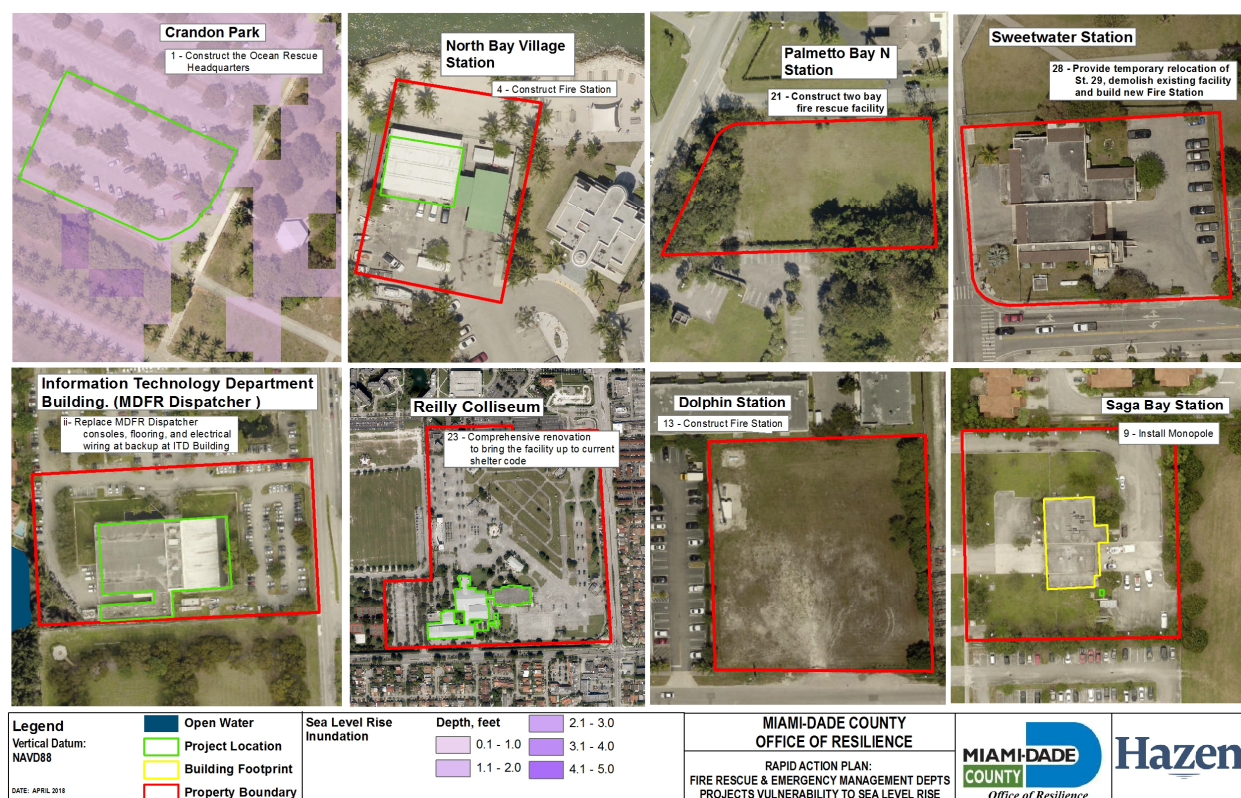 Crandon Park
1 - Construct the Ocean Rescue
Headquarters
North Bay Village
Station
4 - Construct Fire Station
Palmetto Bay N
Station
21 - Construct two bay
fire rescue facility
Sweetwater Station
28 - Provide temporary relocation of
St. 29, demolish existing facility
and build new Fire Station
Information Technology Department
Building. (MDFR Dispatcher )
ii- Replace MDFR Dispatcher
consoles, flooring, and electrical
wiring at backup at ITD Building
Reilly Colliseum
23 - Comprehensive renovation
to bring the facility up to current
shelter code
Dolphin Station
13 - Construct Fire Station
Saga Bay Station
9 - Install Monopole
Legend
Vertical Datum:
NAVD88
DATE: APRIL 2018
Open Water
Project Location
Building Footprint
Property Boundary
Sea Level Rise
Inundation
Depth, feet
0.1 - 1.0
1.1 - 2.0
2.1 - 3.0
3.1 - 4.0
4.1 - 5.0
MIAMI-DADE COUNTY
OFFICE OF RESILIENCE
RAPID ACTION PLAN:
FIRE RESCUE & EMERGENCY MANAGEMENT DEPTS
PROJECTS VULNERABILITY TO SEA LEVEL RISE
MIAMI-DADE
COUNTY
Office of Resilience
Hazen